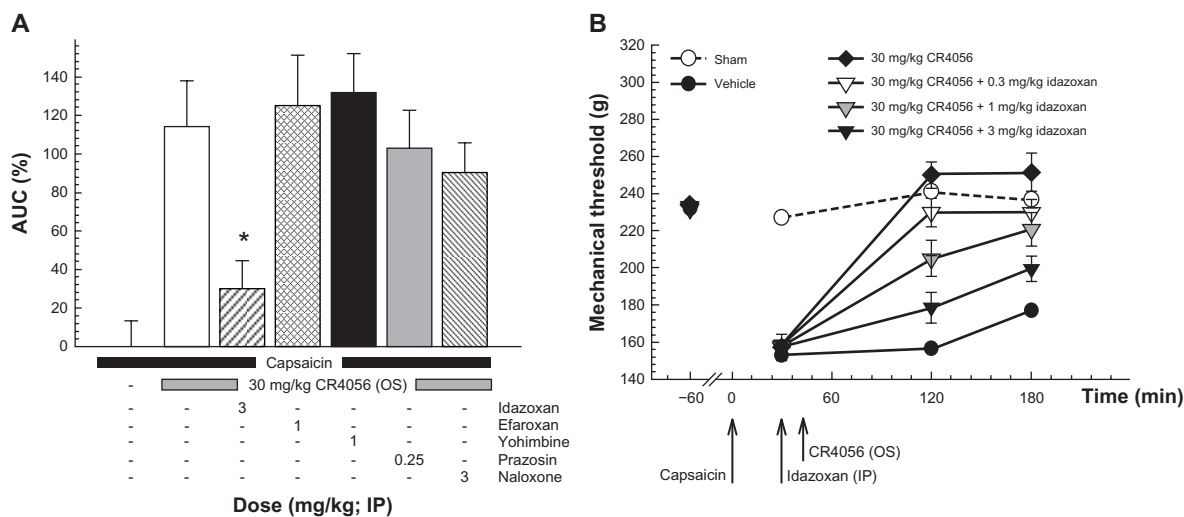 A
AUC (%)
140
120
100
80
60
40
20
0
*
Capsaicin
- 30 mg/kg CR4056 (OS)
- - 3 - - - - Idazoxan
- - - 1 - - - Efaroxan
- - - - 1 - - Yohimbine
- - - - - 0.25 - Prazosin
- - - - - - 3 Naloxone
Dose (mg/kg; IP)
B
Mechanical threshold (g)
320
300
280
260
240
220
200
180
160
140
Sham
Vehicle
30 mg/kg CR4056
30 mg/kg CR4056 + 0.3 mg/kg idazoxan
30 mg/kg CR4056 + 1 mg/kg idazoxan
30 mg/kg CR4056 + 3 mg/kg idazoxan
−60 0 60 120 180 Time (min)
CR4056 (OS)
Capsaicin Idazoxan (IP)